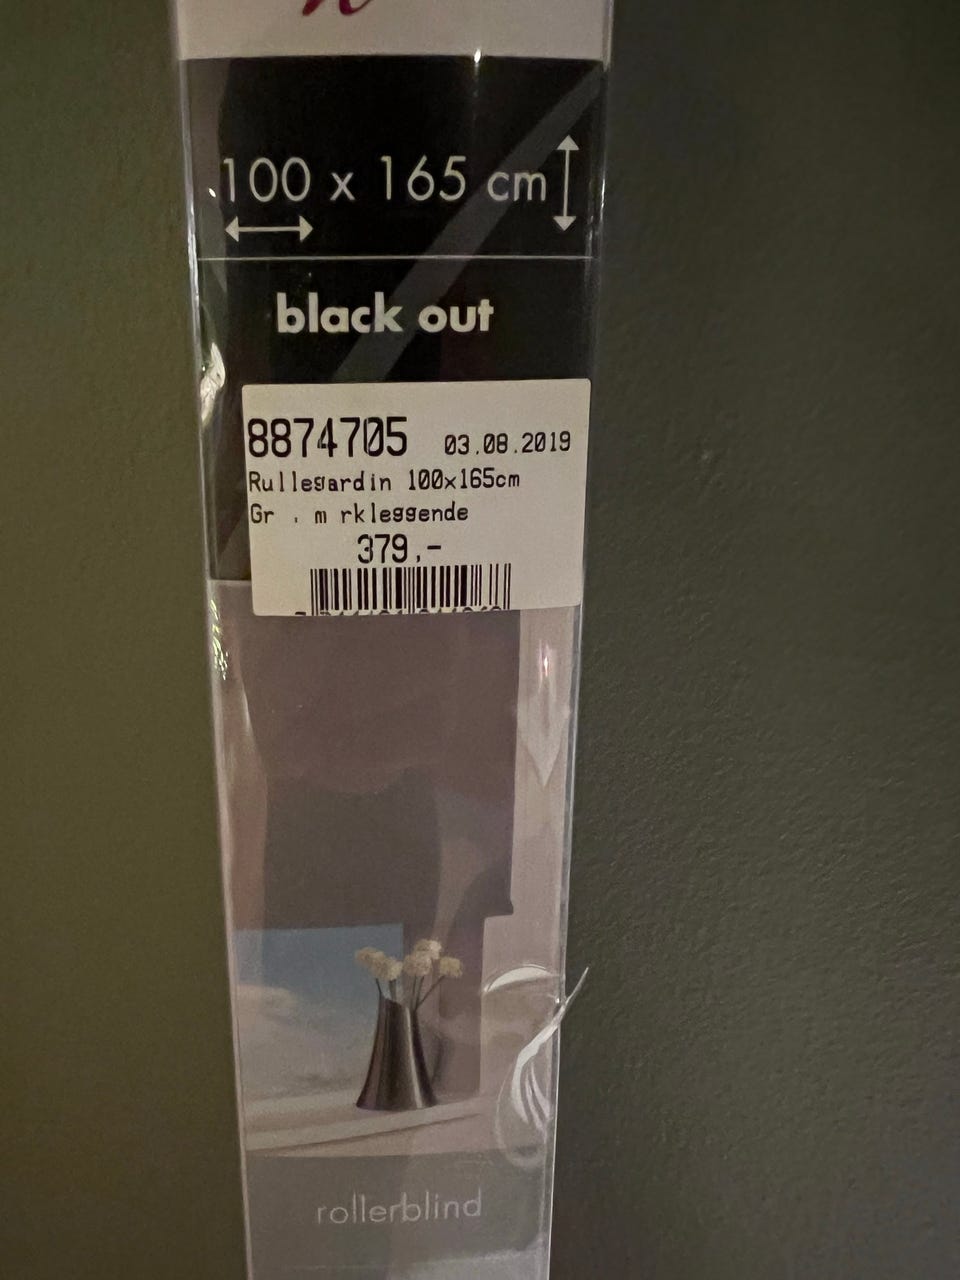 100 x 165 cm
black out
8874705 03.08.2019
Rullegardin 100x165cm
Gr , m rkleggende
379,-
rollerblind